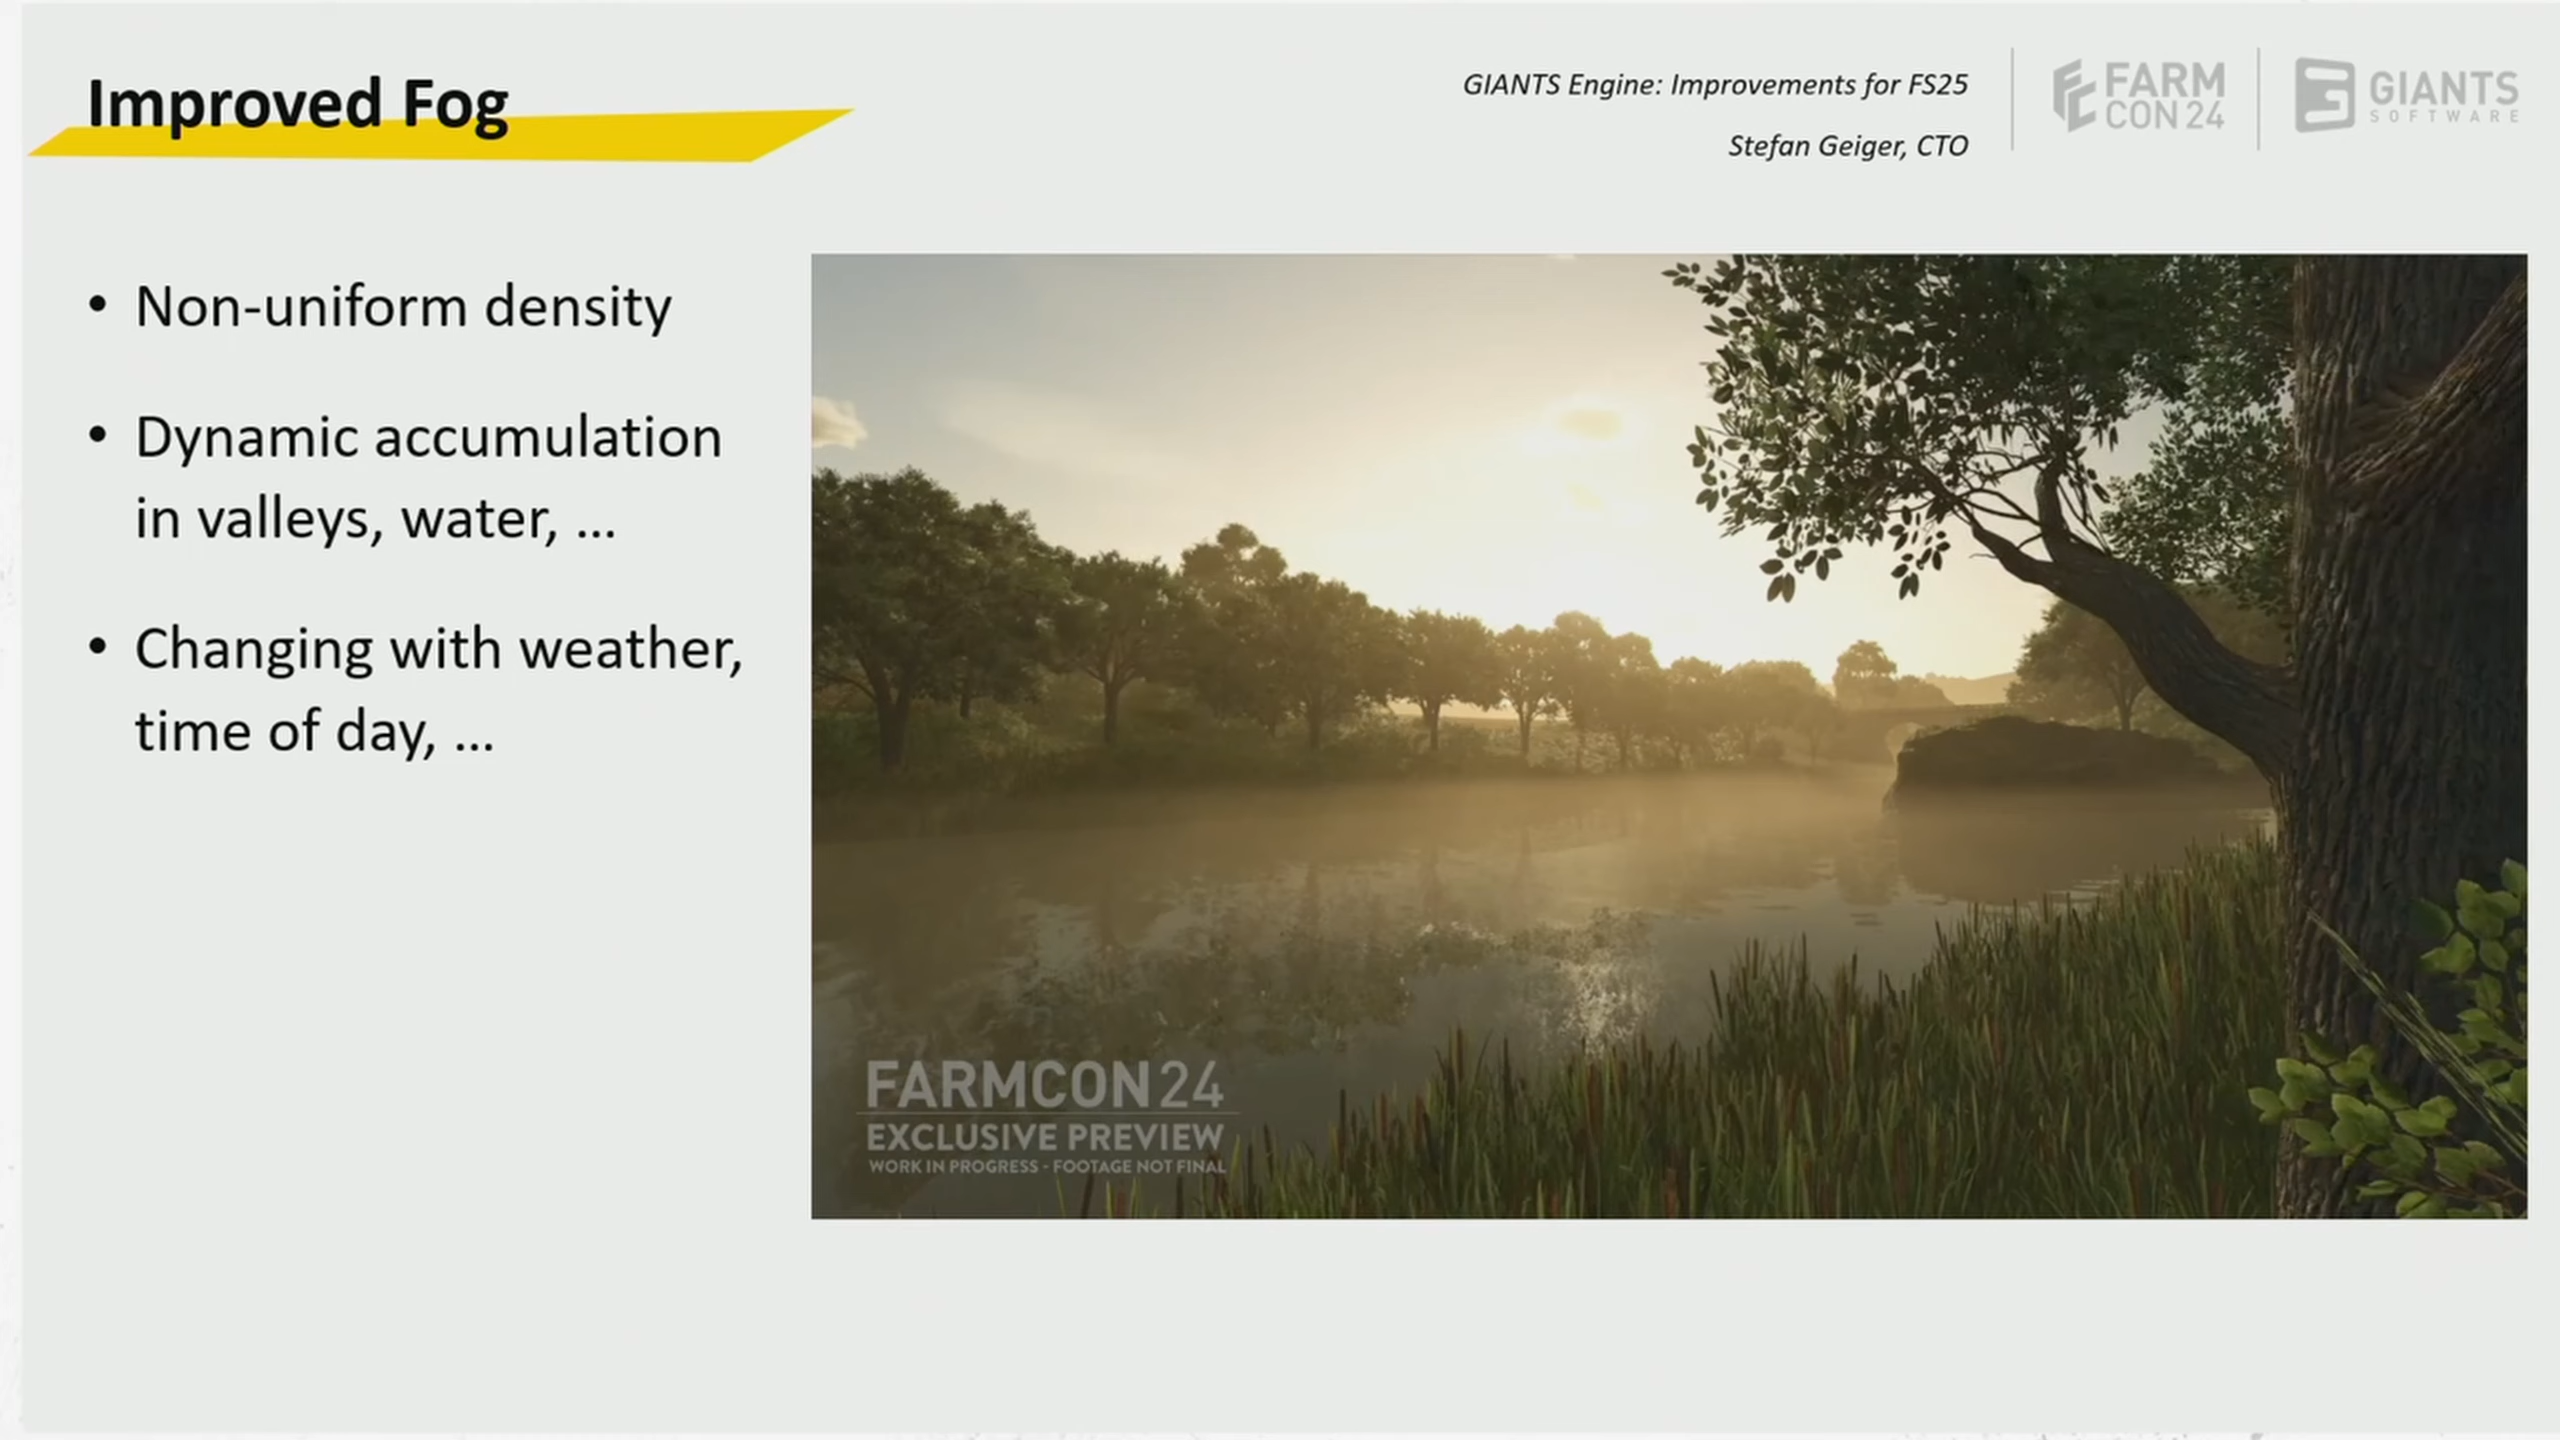 Improved Fog
GIANTS Engine: Improvements for FS25
Stefan Geiger, CTO
FARM
CON 24
GIANTS
SOFTWARE
• Non-uniform density
• Dynamic accumulation
in valleys, water, ...
• Changing with weather,
time of day, ...
FARMCON 24
EXCLUSIVE PREVIEW
WORK IN PROGRESS - FOOTAGE NOT FINAL